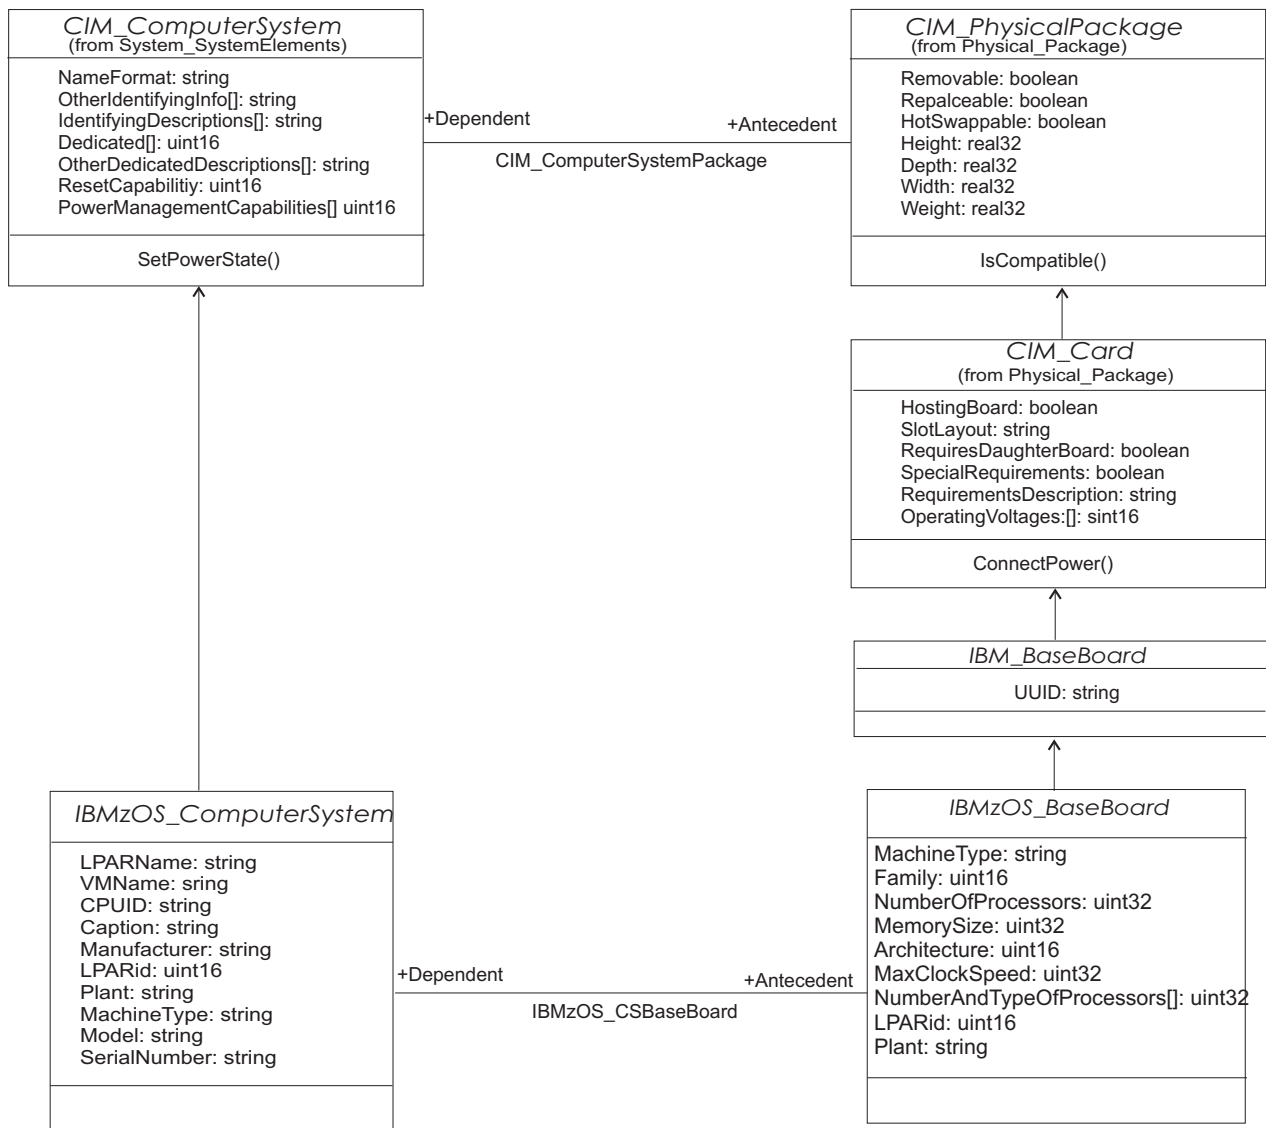 CIM_ComputerSystem
(from System_SystemElements)
NameFormat: string
OtherIdentifyingInfo[]: string
IdentifyingDescriptions[]: string
Dedicated[]: uint16
OtherDedicatedDescriptions[]: string
ResetCapabilitiy: uint16
PowerManagementCapabilities[] uint16
SetPowerState()
+Dependent
+Antecedent
CIM_ComputerSystemPackage
CIM_PhysicalPackage
(from Physical_Package)
Removable: boolean
Repalceable: boolean
HotSwappable: boolean
Height: real32
Depth: real32
Width: real32
Weight: real32
IsCompatible()
CIM_Card
(from Physical_Package)
HostingBoard: boolean
SlotLayout: string
RequiresDaughterBoard: boolean
SpecialRequirements: boolean
RequirementsDescription: string
OperatingVoltages:[]: sint16
ConnectPower()
IBM_BaseBoard
UUID: string
IBMzOS_ComputerSystem
LPARName: string
VMName: sring
CPUID: string
Caption: string
Manufacturer: string
LPARid: uint16
Plant: string
MachineType: string
Model: string
SerialNumber: string
+Dependent
+Antecedent
IBMzOS_CSBaseBoard
IBMzOS_BaseBoard
MachineType: string
Family: uint16
NumberOfProcessors: uint32
MemorySize: uint32
Architecture: uint16
MaxClockSpeed: uint32
NumberAndTypeOfProcessors[]: uint32
LPARid: uint16
Plant: string